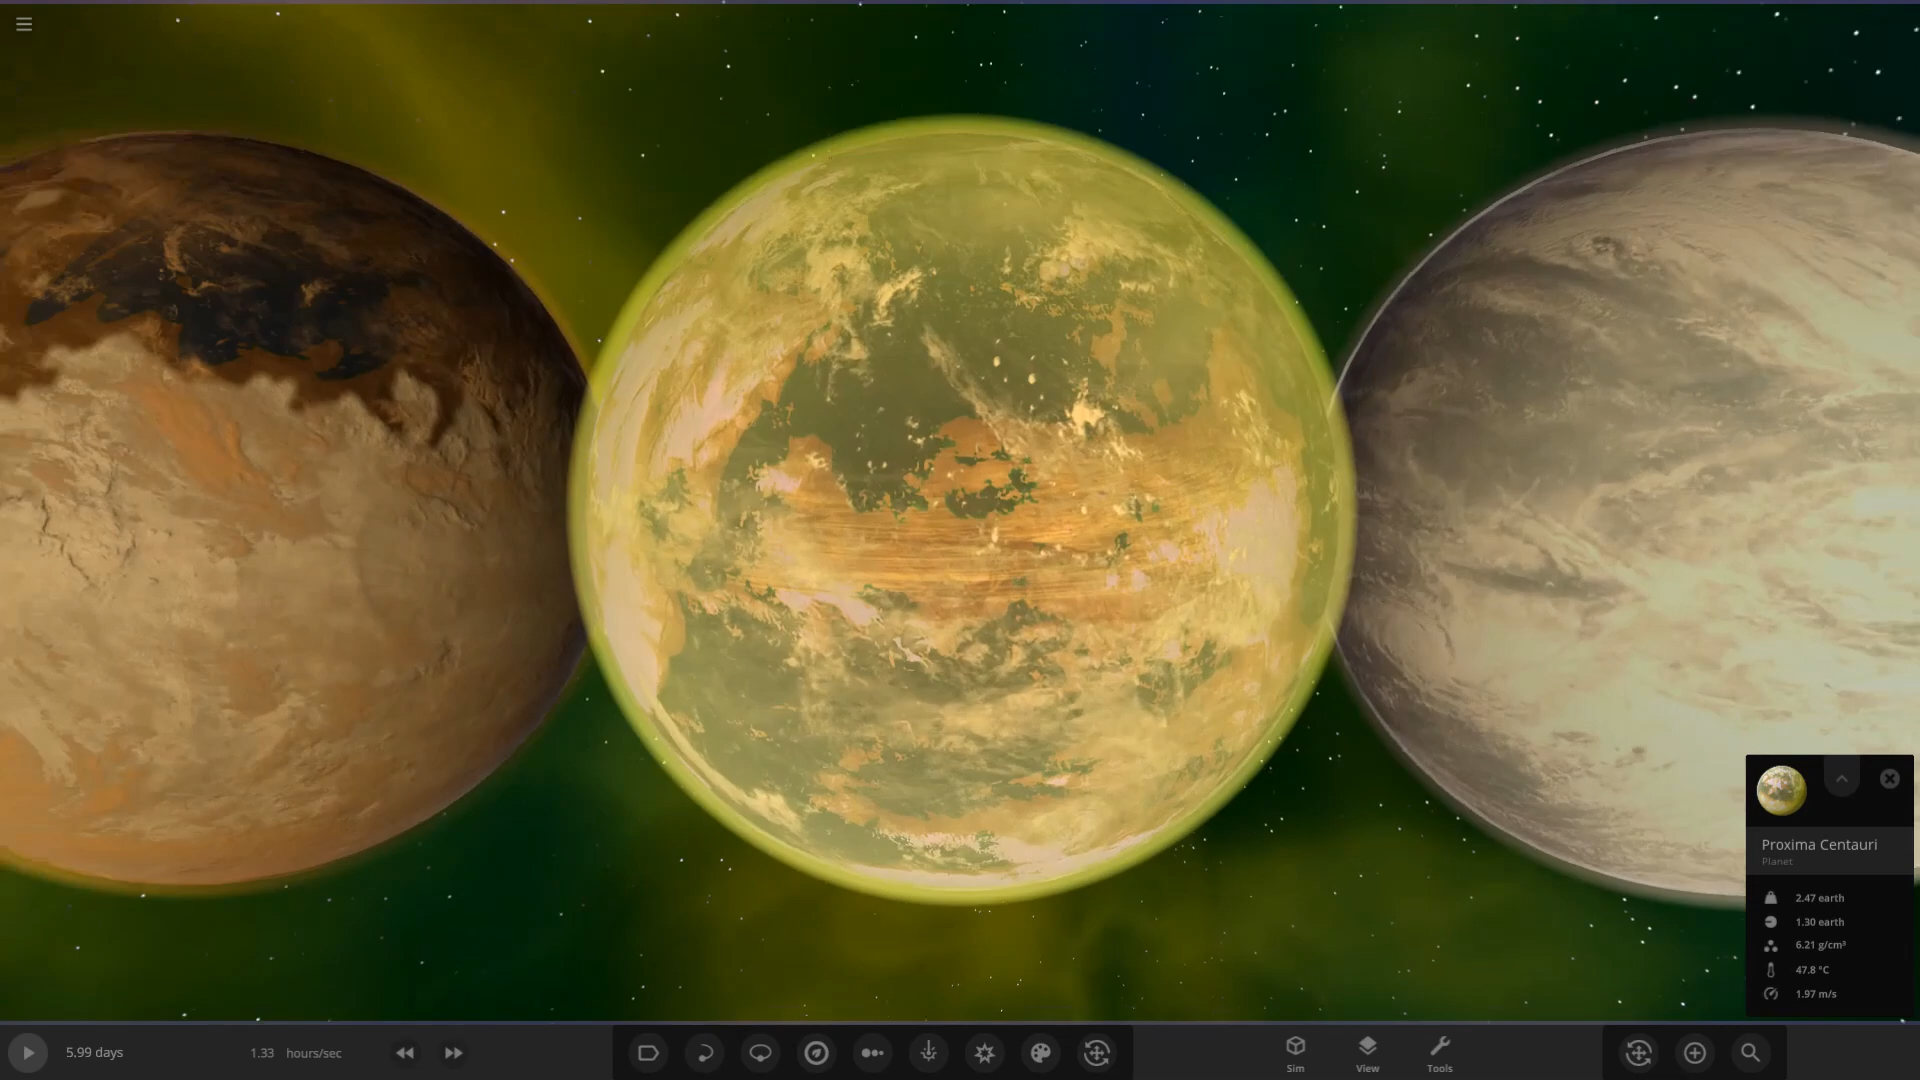 Proxima Centauri
Planet
2.47 earth
1.30 earth
6.21 g/cm³
47.8 °C
1.97 m/s
5.99 days
1.33 hours/sec
Sim
View
Tools